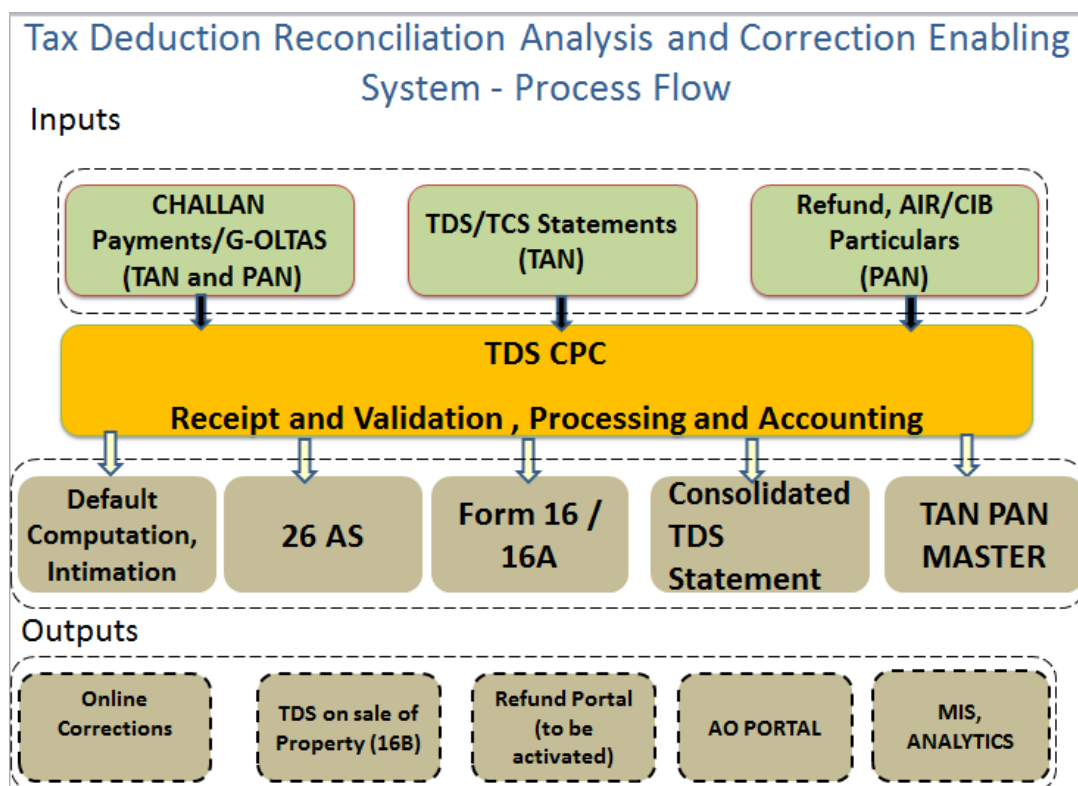 Tax Deduction Reconciliation Analysis and Correction Enabling
System - Process Flow
Inputs
CHALLAN
Payments/G-OLTAS
(TAN and PAN)
TDS/TCS Statements
(TAN)
Refund, AIR/CIB
Particulars
(PAN)
TDS CPC
Receipt and Validation , Processing and Accounting
Default
Computation,
Intimation
26 AS
Form 16 /
16A
Consolidated
TDS
Statement
TAN PAN
MASTER
Outputs
Online
Corrections
TDS on sale of
Property (16B)
Refund Portal
(to be
activated)
AO PORTAL
MIS,
ANALYTICS